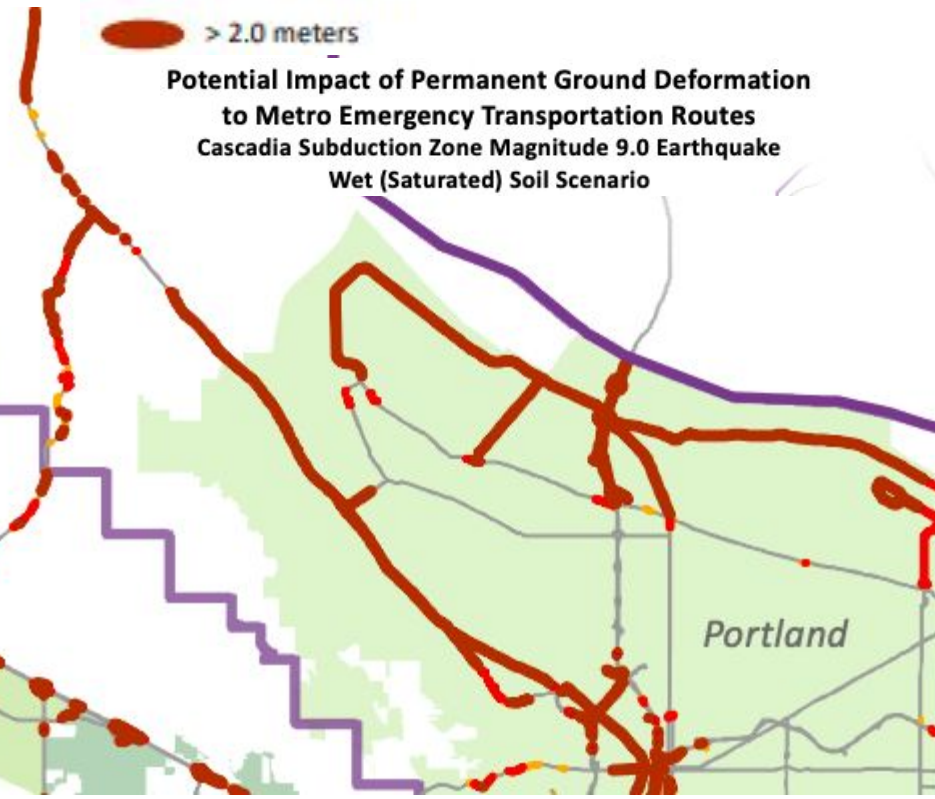 > 2.0 meters
Potential Impact of Permanent Ground Deformation
to Metro Emergency Transportation Routes
Cascadia Subduction Zone Magnitude 9.0 Earthquake
Wet (Saturated) Soil Scenario
Portland